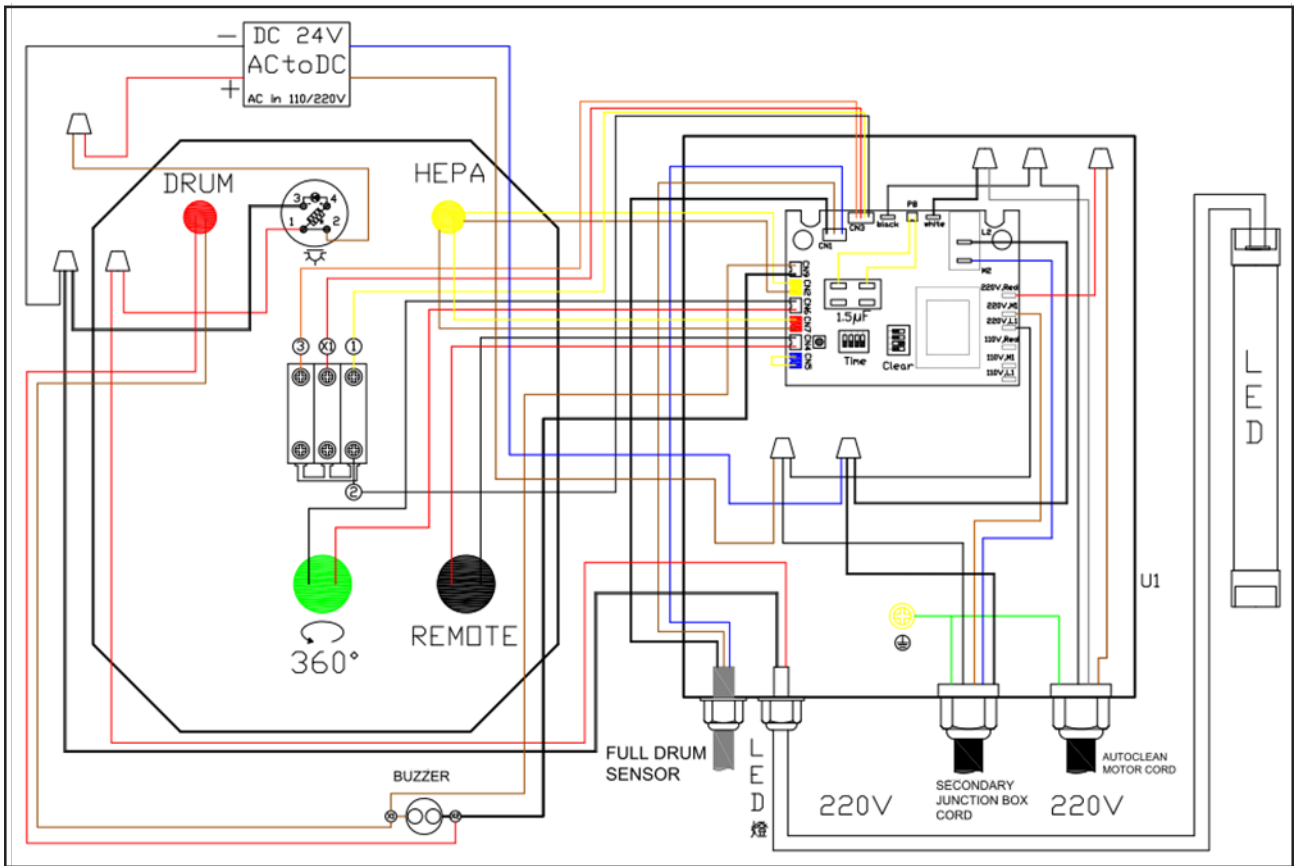 − DC 24V
ACtoDC
+ AC in 110/220V
DRUM
HEPA
3 4
1 2
3 X1 1
2
360°
REMOTE
BUZZER
X1 X2
CN1
CN3
black
PB
white
L2
M2
CN9
CN2
CN6
CN7
CN4
CN5
1.5µF
Time
Clear
220V,Red
220V,M1
220V,L1
110V,Red
110V,M1
110V,L1
U1
LED
FULL DRUM
SENSOR
LED燈
220V
SECONDARY
JUNCTION BOX
CORD
220V
AUTOCLEAN
MOTOR CORD